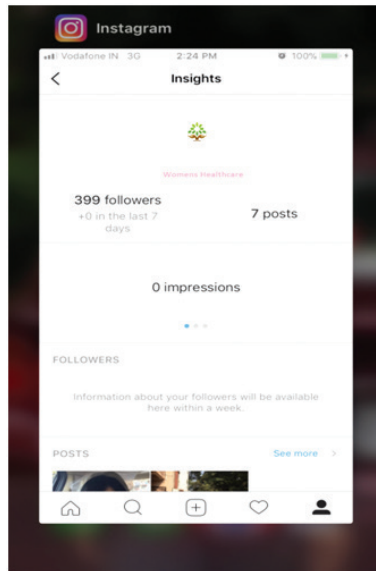 Instagram
Vodafone IN 3G 2:24 PM 100%
Insights
Womens Healthcare
399 followers
+0 in the last 7
days
7 posts
0 impressions
FOLLOWERS
Information about your followers will be available
here within a week.
POSTS See more